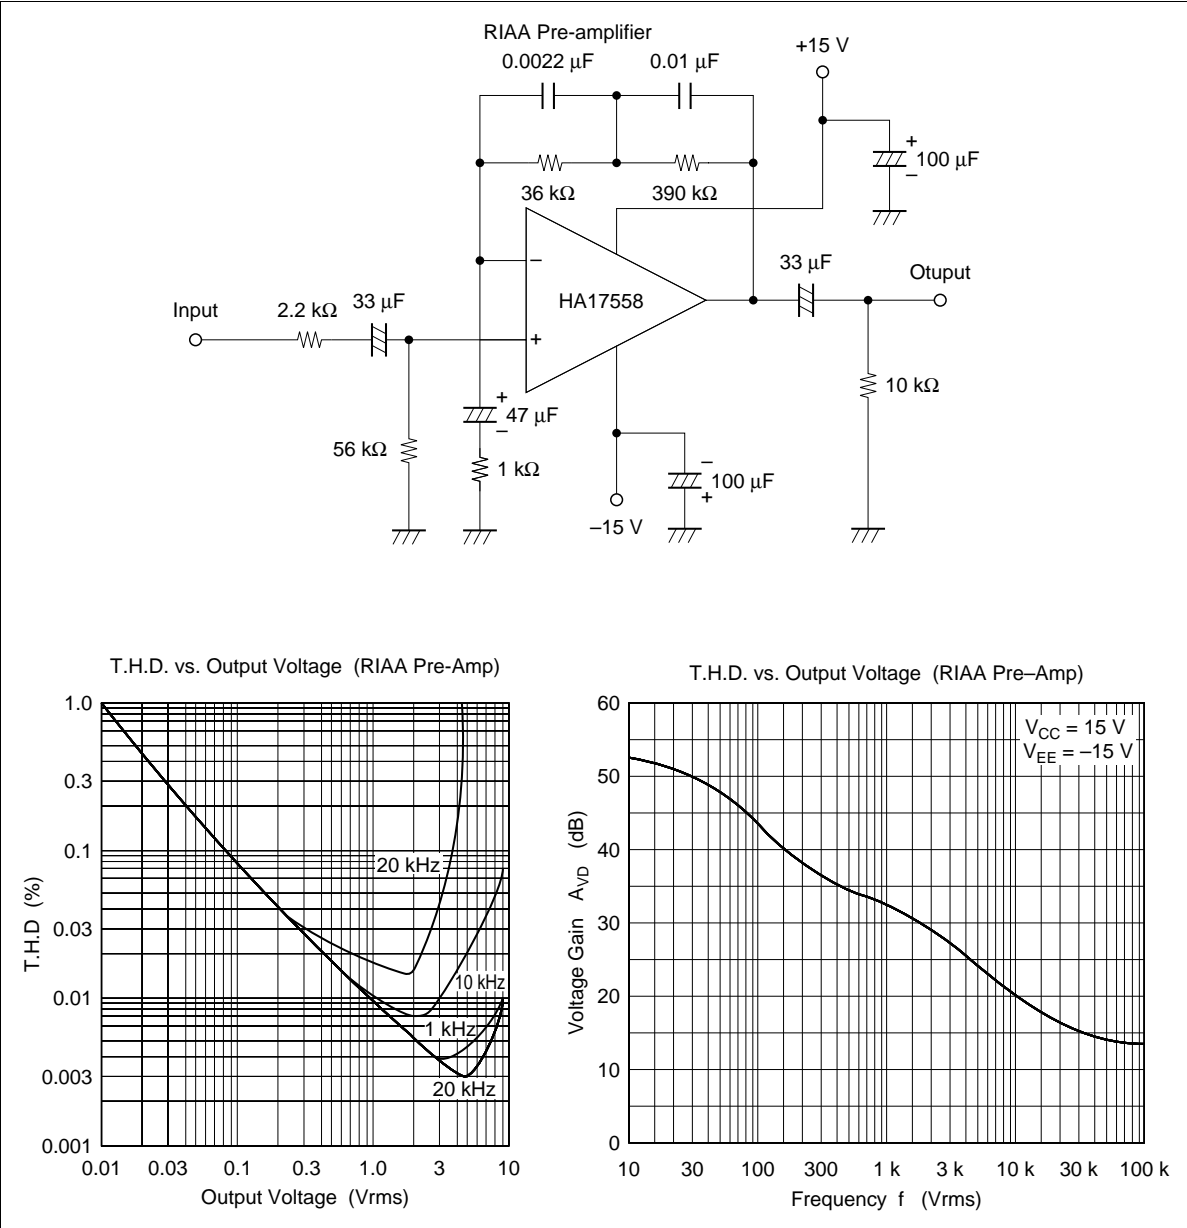 RIAA Pre-amplifier
0.0022 μF
0.01 μF
+15 V
+
100 μF
–
36 kΩ
390 kΩ
–
HA17558
+
33 μF
Otuput
Input
2.2 kΩ
33 μF
10 kΩ
+
47 μF
–
56 kΩ
1 kΩ
–
100 μF
+
–15 V
T.H.D. vs. Output Voltage (RIAA Pre-Amp)
T.H.D (%)
1.0
0.3
0.1
0.03
0.01
0.003
0.001
20 kHz
10 kHz
1 kHz
20 kHz
0.01 0.03 0.1 0.3 1.0 3 10
Output Voltage (Vrms)
T.H.D. vs. Output Voltage (RIAA Pre–Amp)
Voltage Gain AVD (dB)
60
50
40
30
20
10
0
VCC = 15 V
VEE = –15 V
10 30 100 300 1 k 3 k 10 k 30 k 100 k
Frequency f (Vrms)